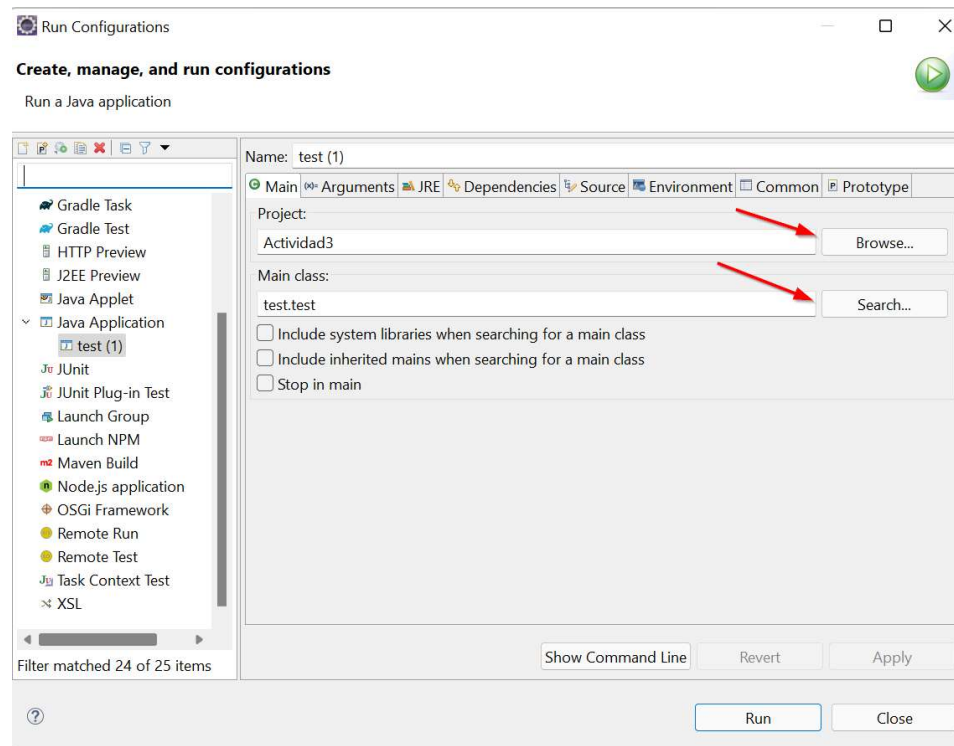 Run Configurations
Create, manage, and run configurations
Run a Java application
Gradle Task
Gradle Test
HTTP Preview
J2EE Preview
Java Applet
Java Application
test (1)
JUnit
JUnit Plug-in Test
Launch Group
Launch NPM
Maven Build
Node.js application
OSGi Framework
Remote Run
Remote Test
Task Context Test
XSL
Filter matched 24 of 25 items
Name: test (1)
Main Arguments JRE Dependencies Source Environment Common Prototype
Project:
Actividad3 Browse...
Main class:
test.test Search...
Include system libraries when searching for a main class
Include inherited mains when searching for a main class
Stop in main
Show Command Line Revert Apply
Run Close